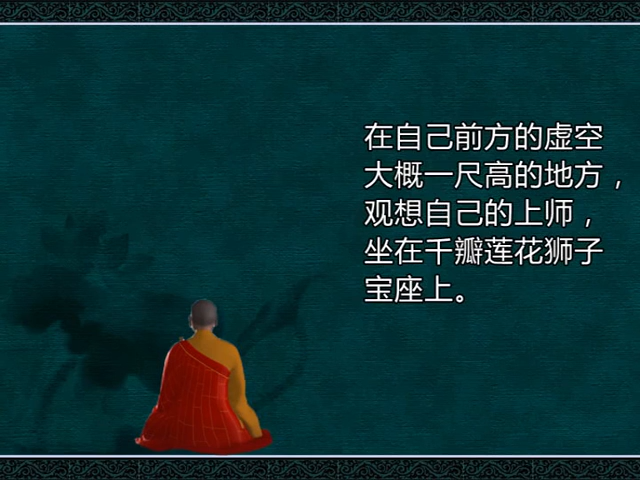 在自己前方的虚空
大概一尺高的地方，
观想自己的上师，
坐在千瓣莲花狮子
宝座上。